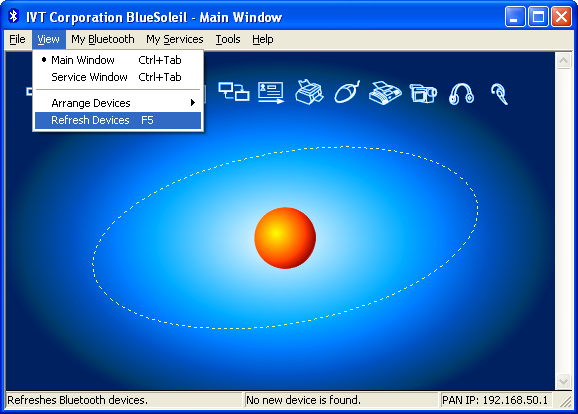 IVT Corporation BlueSoleil - Main Window
File View My Bluetooth My Services Tools Help
• Main Window Ctrl+Tab
Service Window Ctrl+Tab
Arrange Devices
Refresh Devices F5
Refreshes Bluetooth devices. No new device is found. PAN IP: 192.168.50.1